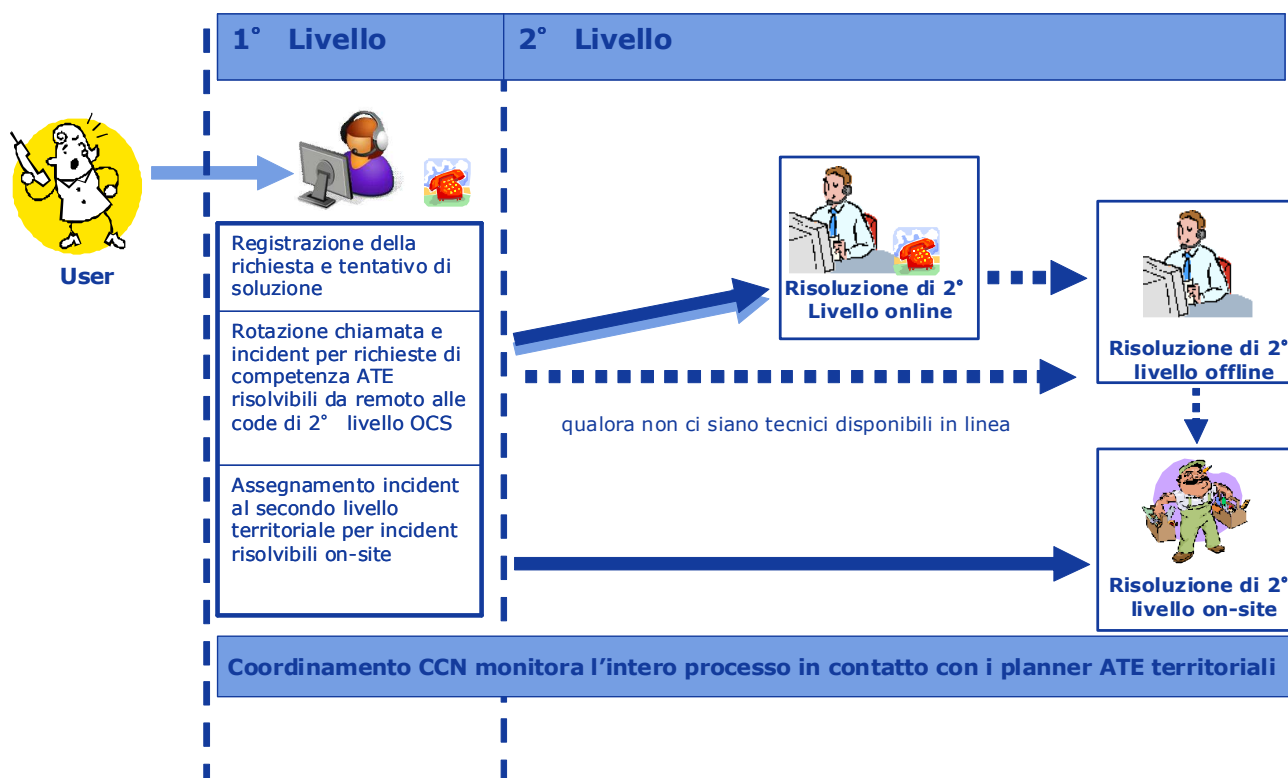 1° Livello
2° Livello
User
Registrazione della
richiesta e tentativo di
soluzione
Rotazione chiamata e
incident per richieste di
competenza ATE
risolvibili da remoto alle
code di 2° livello OCS
Assegnamento incident
al secondo livello
territoriale per incident
risolvibili on-site
Risoluzione di 2°
Livello online
Risoluzione di 2°
livello offline
qualora non ci siano tecnici disponibili in linea
Risoluzione di 2°
livello on-site
Coordinamento CCN monitora l’intero processo in contatto con i planner ATE territoriali